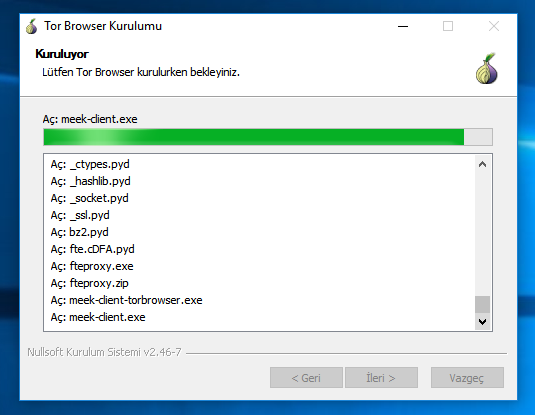 Tor Browser Kurulumu
Kuruluyor
Lütfen Tor Browser kurulurken bekleyiniz.
Aç: meek-client.exe
Aç: _ctypes.pyd
Aç: _hashlib.pyd
Aç: _socket.pyd
Aç: _ssl.pyd
Aç: bz2.pyd
Aç: fte.cDFA.pyd
Aç: fteproxy.exe
Aç: fteproxy.zip
Aç: meek-client-torbrowser.exe
Aç: meek-client.exe
Nullsoft Kurulum Sistemi v2.46-7
< Geri
İleri >
Vazgeç